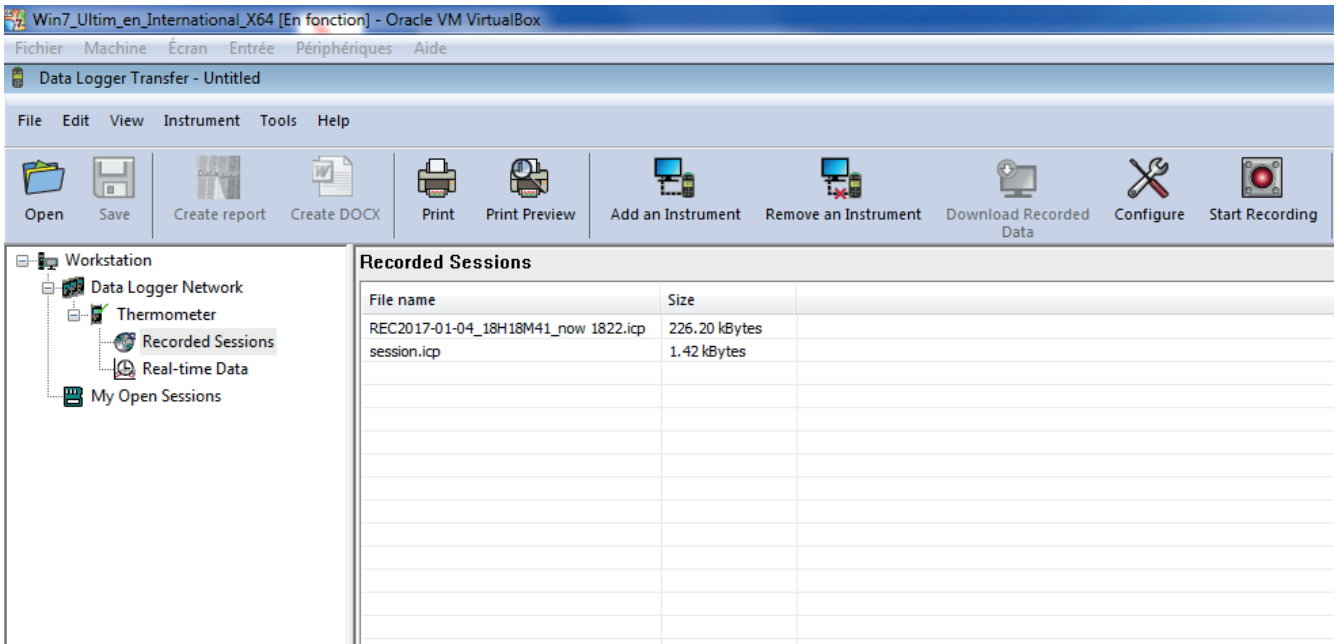 Win7_Ultim_en_International_X64 [En fonction] - Oracle VM VirtualBox
Fichier Machine Écran Entrée Périphériques Aide
Data Logger Transfer - Untitled
File Edit View Instrument Tools Help
Open Save Create report Create DOCX Print Print Preview Add an Instrument Remove an Instrument Download Recorded Data Configure Start Recording
Workstation
Data Logger Network
Thermometer
Recorded Sessions
Real-time Data
My Open Sessions
Recorded Sessions
File name Size
REC2017-01-04_18H18M41_now 1822.icp 226.20 kBytes
session.icp 1.42 kBytes